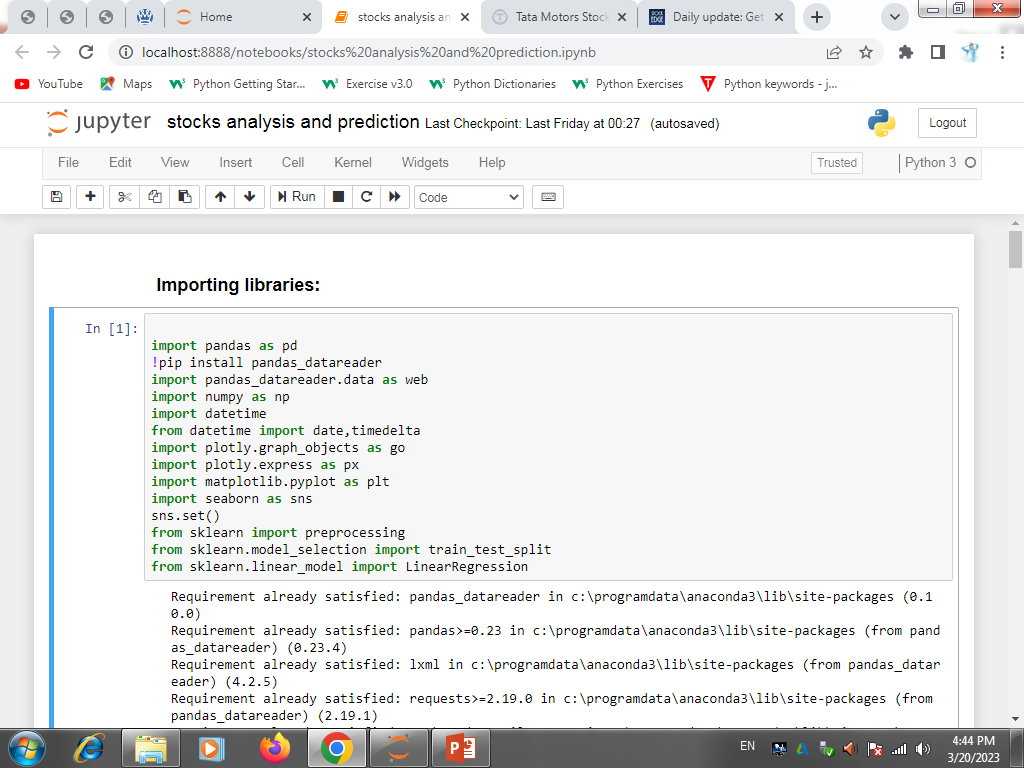 Home
stocks analysis an
Tata Motors Stock
Daily update: Get
localhost:8888/notebooks/stocks%20analysis%20and%20prediction.ipynb
YouTube Maps Python Getting Star... Exercise v3.0 Python Dictionaries Python Exercises Python keywords - j...
jupyter stocks analysis and prediction Last Checkpoint: Last Friday at 00:27 (autosaved) Logout
File Edit View Insert Cell Kernel Widgets Help Trusted Python 3
Run Code
Importing libraries:
In [1]:
import pandas as pd
!pip install pandas_datareader
import pandas_datareader.data as web
import numpy as np
import datetime
from datetime import date,timedelta
import plotly.graph_objects as go
import plotly.express as px
import matplotlib.pyplot as plt
import seaborn as sns
sns.set()
from sklearn import preprocessing
from sklearn.model_selection import train_test_split
from sklearn.linear_model import LinearRegression
Requirement already satisfied: pandas_datareader in c:\programdata\anaconda3\lib\site-packages (0.1
0.0)
Requirement already satisfied: pandas>=0.23 in c:\programdata\anaconda3\lib\site-packages (from pand
as_datareader) (0.23.4)
Requirement already satisfied: lxml in c:\programdata\anaconda3\lib\site-packages (from pandas_datar
eader) (4.2.5)
Requirement already satisfied: requests>=2.19.0 in c:\programdata\anaconda3\lib\site-packages (from
pandas_datareader) (2.19.1)
EN
4:44 PM
3/20/2023